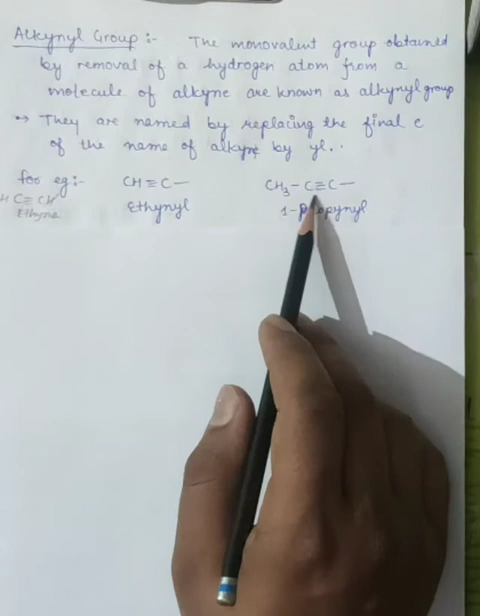 Alkynyl Group :- The monovalent group obtained
by removal of a hydrogen atom from a
molecule of alkyne are known as alkynyl group
→ They are named by replacing the final e
of the name of alkyne by yl..
for eg:- CH≡C— CH₃-C≡C—
HC≡CH Ethynyl 1-Propynyl
Ethyne